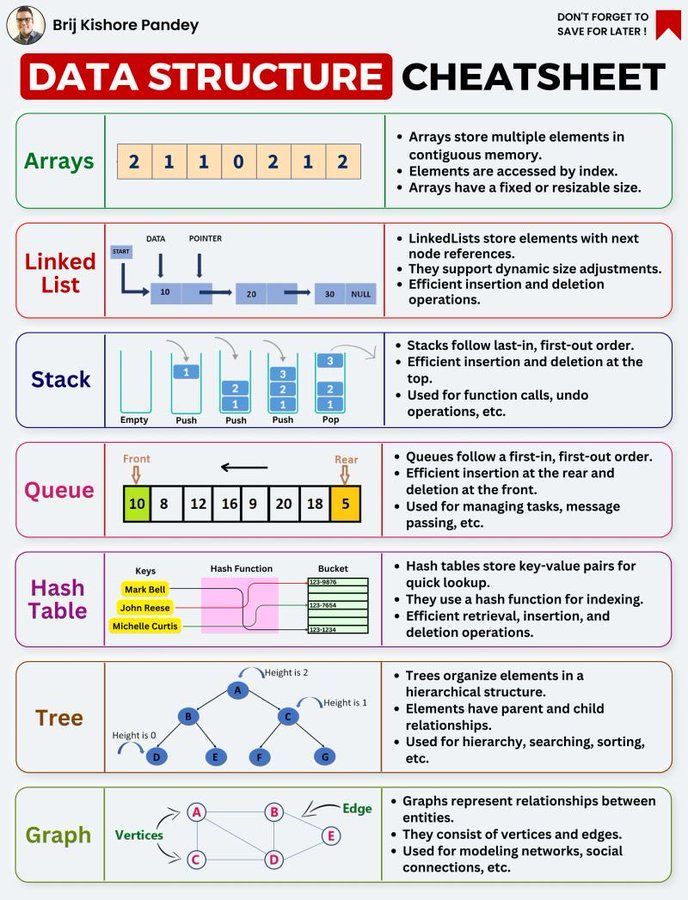 Brij Kishore Pandey
DON'T FORGET TO
SAVE FOR LATER !
DATA STRUCTURE CHEATSHEET
Arrays
2 1 1 0 2 1 2
• Arrays store multiple elements in
contiguous memory.
• Elements are accessed by index.
• Arrays have a fixed or resizable size.
Linked
List
START
DATA
POINTER
10
20
30
NULL
• LinkedLists store elements with next
node references.
• They support dynamic size adjustments.
• Efficient insertion and deletion
operations.
Stack
1
2
1
3
2
1
3
2
1
Empty
Push
Push
Push
Pop
• Stacks follow last-in, first-out order.
• Efficient insertion and deletion at the
top.
• Used for function calls, undo
operations, etc.
Queue
Front
Rear
10 8 12 16 9 20 18 5
• Queues follow a first-in, first-out order.
• Efficient insertion at the rear and
deletion at the front.
• Used for managing tasks, message
passing, etc.
Hash
Table
Keys
Hash Function
Bucket
Mark Bell
John Reese
Michelle Curtis
123-9876
123-7654
123-1234
• Hash tables store key-value pairs for
quick lookup.
• They use a hash function for indexing.
• Efficient retrieval, insertion, and
deletion operations.
Tree
Height is 2
A
Height is 1
B
C
Height is 0
D
E
F
G
• Trees organize elements in a
hierarchical structure.
• Elements have parent and child
relationships.
• Used for hierarchy, searching, sorting,
etc.
Graph
Vertices
A
B
Edge
E
C
D
• Graphs represent relationships between
entities.
• They consist of vertices and edges.
• Used for modeling networks, social
connections, etc.